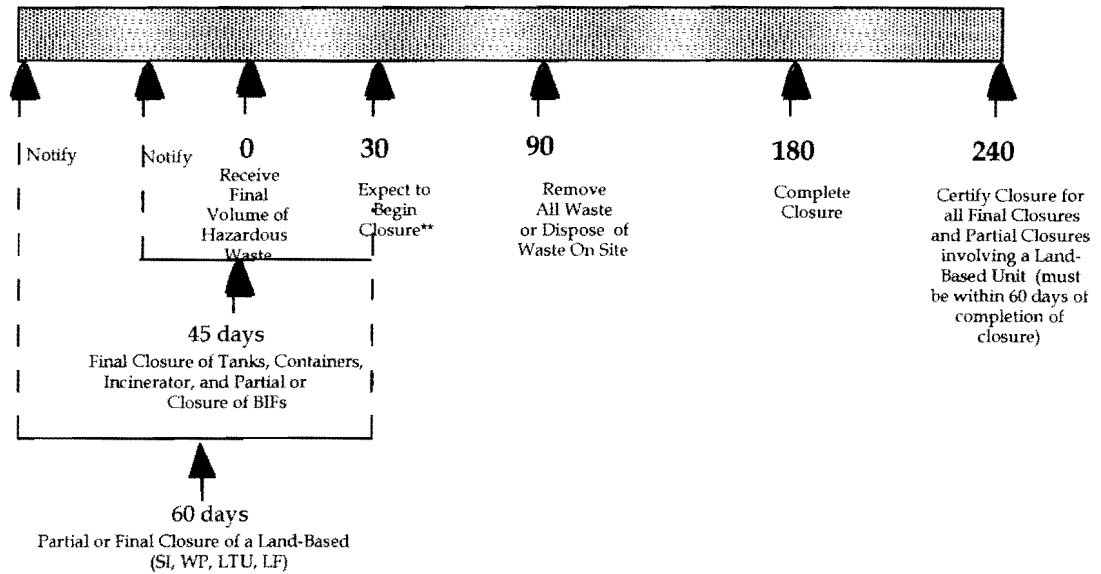 Notify
Notify
0
Receive
Final
Volume of
Hazardous
Waste
30
Expect to
Begin
Closure**
90
Remove
All Waste
or Dispose of
Waste On Site
180
Complete
Closure
240
Certify Closure for
all Final Closures
and Partial Closures
involving a Land-
Based Unit (must
be within 60 days of
completion of
closure)
45 days
Final Closure of Tanks, Containers,
Incinerator, and Partial or
Closure of BIFs
60 days
Partial or Final Closure of a Land-Based
(SI, WP, LTU, LF)